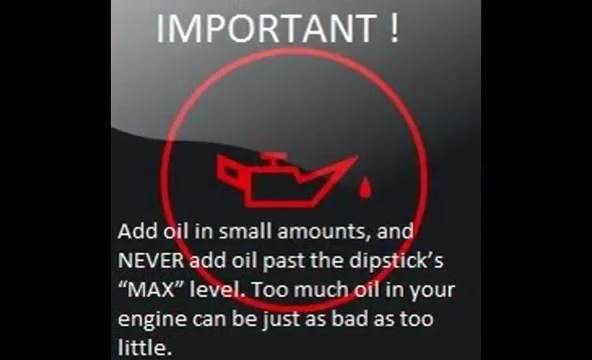 IMPORTANT !
Add oil in small amounts, and
NEVER add oil past the dipstick's
“MAX” level. Too much oil in your
engine can be just as bad as too
little.